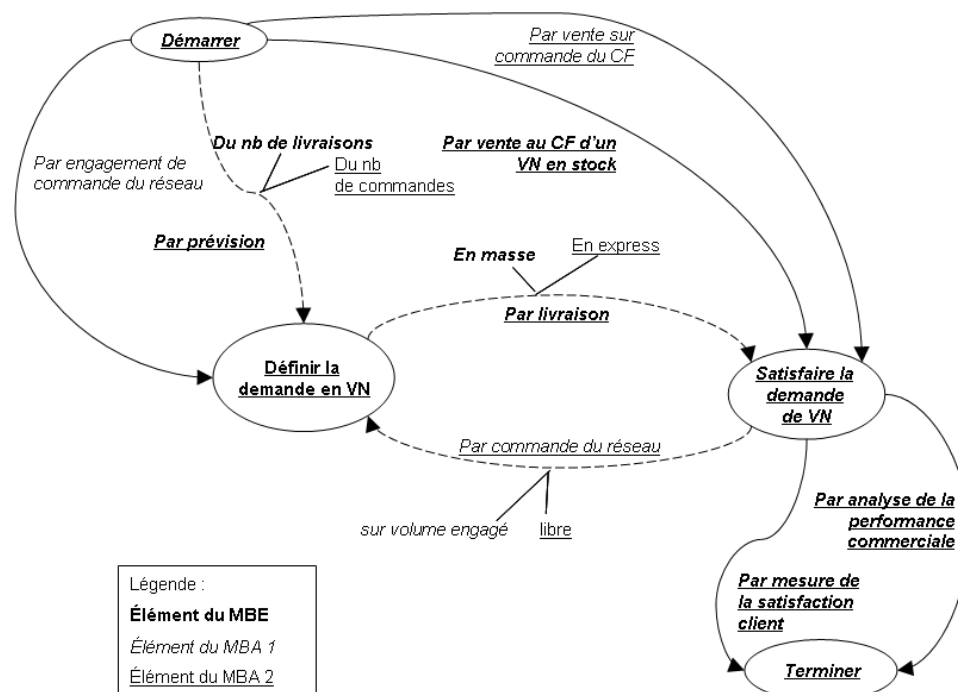 Démarrer
Par vente sur
commande du CF
Du nb de livraisons
Du nb
de commandes
Par vente au CF d'un
VN en stock
Par engagement de
commande du réseau
Par prévision
En masse
En express
Par livraison
Définir la
demande en VN
Satisfaire la
demande
de VN
Par commande du réseau
sur volume engagé
libre
Par analyse de la
performance
commerciale
Par mesure de
la satisfaction
client
Terminer
Légende :
Élément du MBE
Élément du MBA 1
Élément du MBA 2